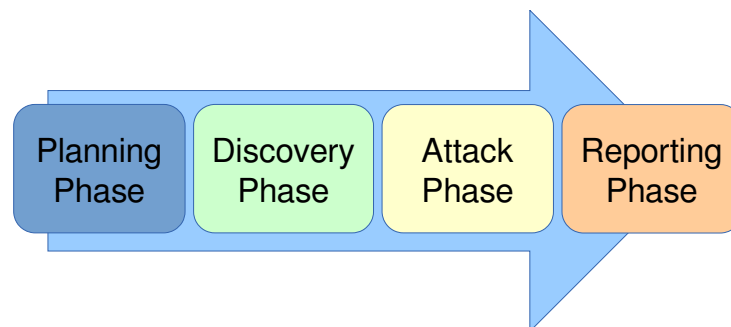 Planning
Phase
Discovery
Phase
Attack
Phase
Reporting
Phase